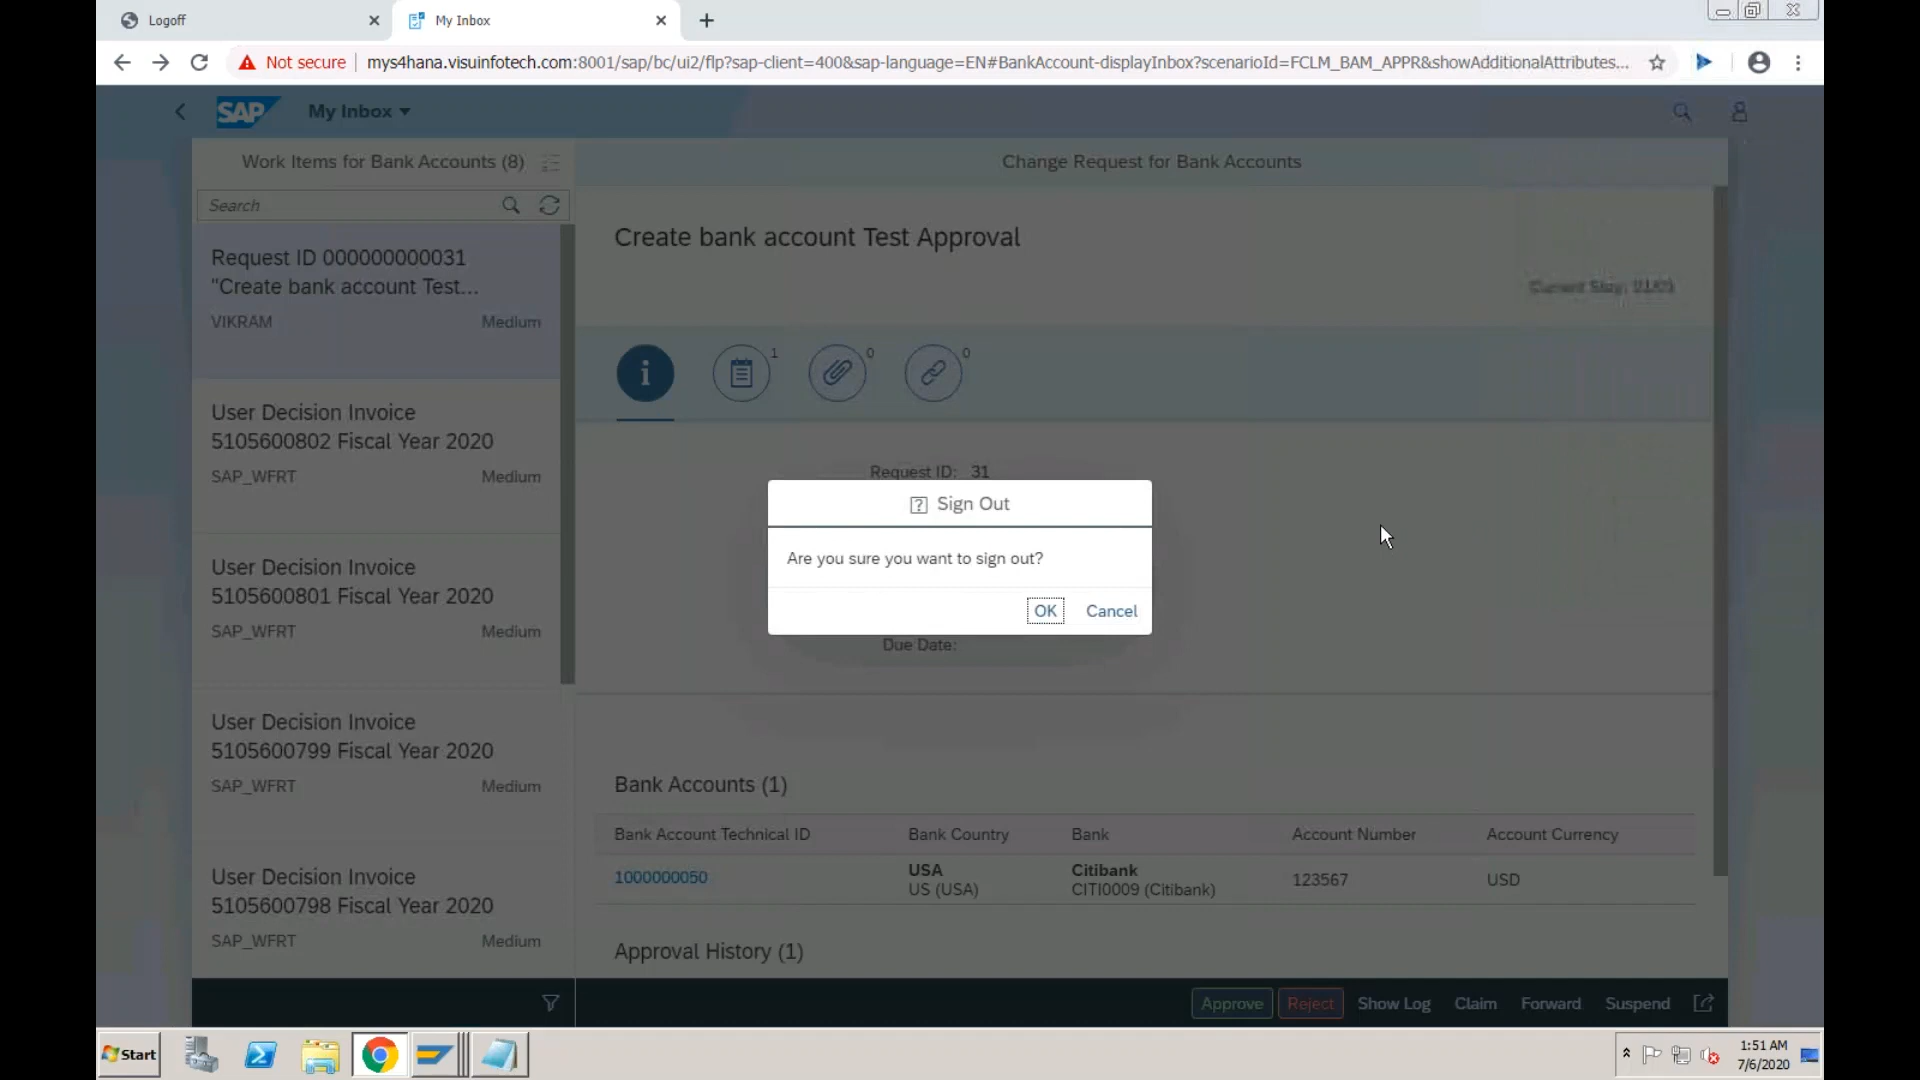 Logoff
My Inbox
Not secure
mys4hana.visuinfotech.com:8001/sap/bc/ui2/flp?sap-client=400&sap-language=EN#BankAccount-displayInbox?scenarioId=FCLM_BAM_APPR&showAdditionalAttributes...
SAP
My Inbox
Work Items for Bank Accounts (8)
Change Request for Bank Accounts
Search
Create bank account Test Approval
Request ID 000000000031
"Create bank account Test...
VIKRAM
Medium
1
0
0
User Decision Invoice
5105600802 Fiscal Year 2020
SAP_WFRT
Medium
Request ID: 31
Sign Out
Are you sure you want to sign out?
OK
Cancel
Due Date:
User Decision Invoice
5105600801 Fiscal Year 2020
SAP_WFRT
Medium
User Decision Invoice
5105600799 Fiscal Year 2020
SAP_WFRT
Medium
Bank Accounts (1)
Bank Account Technical ID
Bank Country
Bank
Account Number
Account Currency
1000000050
USA
US (USA)
Citibank
CITI0009 (Citibank)
123567
USD
User Decision Invoice
5105600798 Fiscal Year 2020
SAP_WFRT
Medium
Approval History (1)
Approve
Reject
Show Log
Claim
Forward
Suspend
Start
1:51 AM
7/6/2020